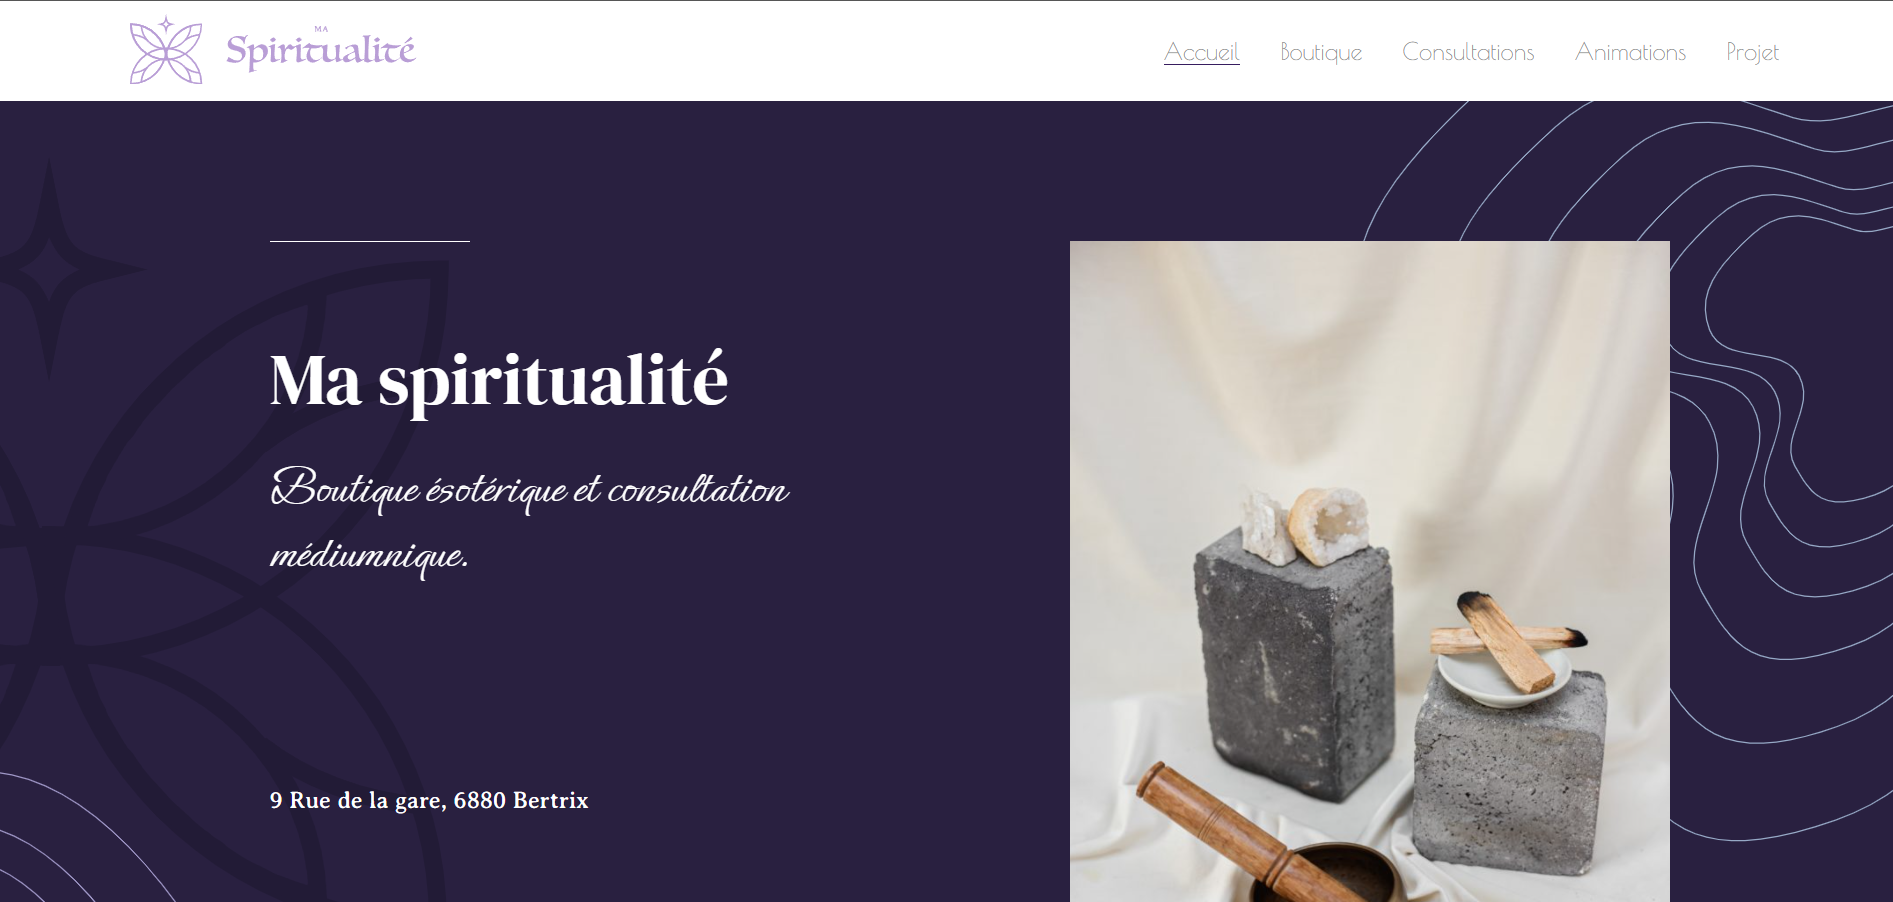 MA
Spiritualité
Accueil Boutique Consultations Animations Projet
Ma spiritualité
Boutique ésotérique et consultation
médiumnique.
9 Rue de la gare, 6880 Bertrix